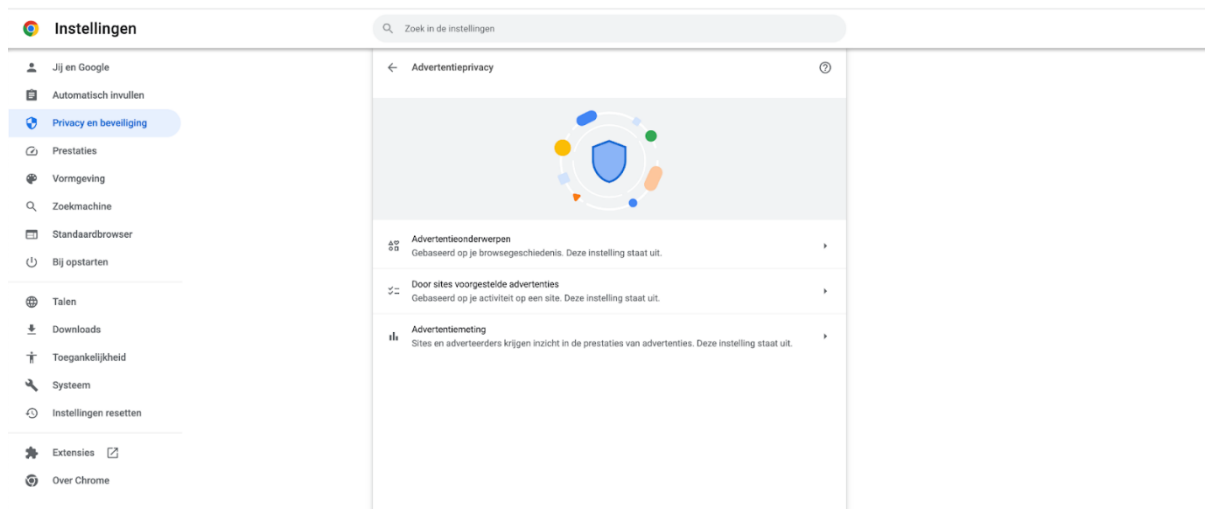 Instellingen
Zoek in de instellingen
Jij en Google
Automatisch invullen
Privacy en beveiliging
Prestaties
Vormgeving
Zoekmachine
Standaardbrowser
Bij opstarten
Talen
Downloads
Toegankelijkheid
Systeem
Instellingen resetten
Extensies
Over Chrome
Advertentieprivacy
Advertentieonderwerpen
Gebaseerd op je browsegeschiedenis. Deze instelling staat uit.
Door sites voorgestelde advertenties
Gebaseerd op je activiteit op een site. Deze instelling staat uit.
Advertentiemeting
Sites en adverteerders krijgen inzicht in de prestaties van advertenties. Deze instelling staat uit.